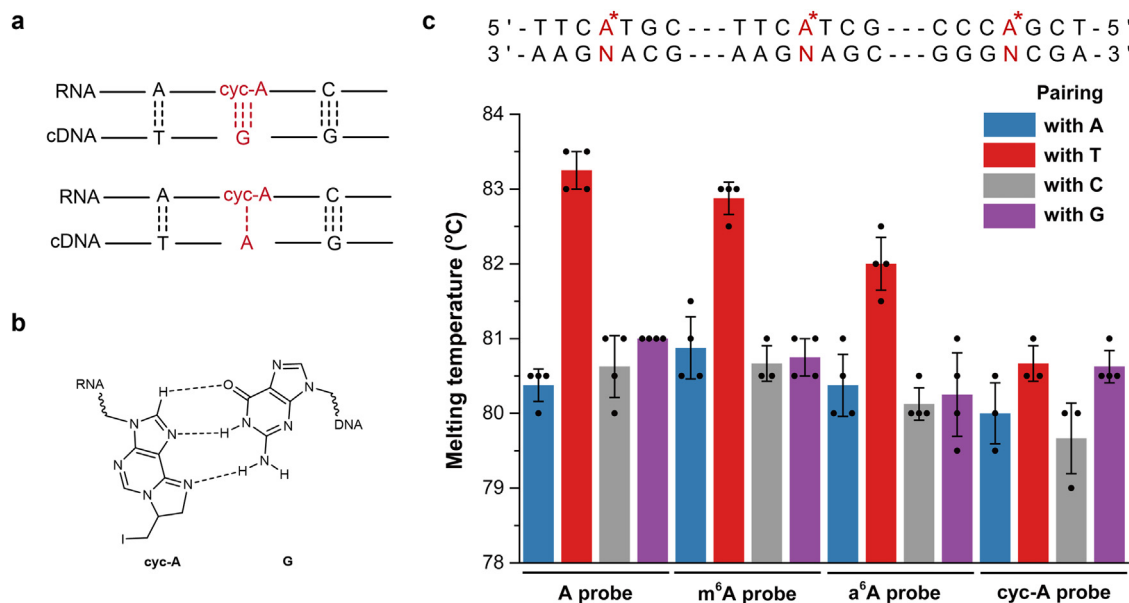 a
RNA A cyc-A C
cDNA T G G
RNA A cyc-A C
cDNA T A G
b
RNA
H
O
N
N
N
N
H
N
N
DNA
N
N
N
H
N
H
N
I
cyc-A
G
c
5'-TTCA*TGC---TTCA*TCG---CCCA*GCT-5'
3'-AAGNACG---AAGNAGC---GGGNCGA-3'
Pairing
with A
with T
with C
with G
Melting temperature (°C)
84
83
82
81
80
79
78
A probe m⁶A probe a⁶A probe cyc-A probe